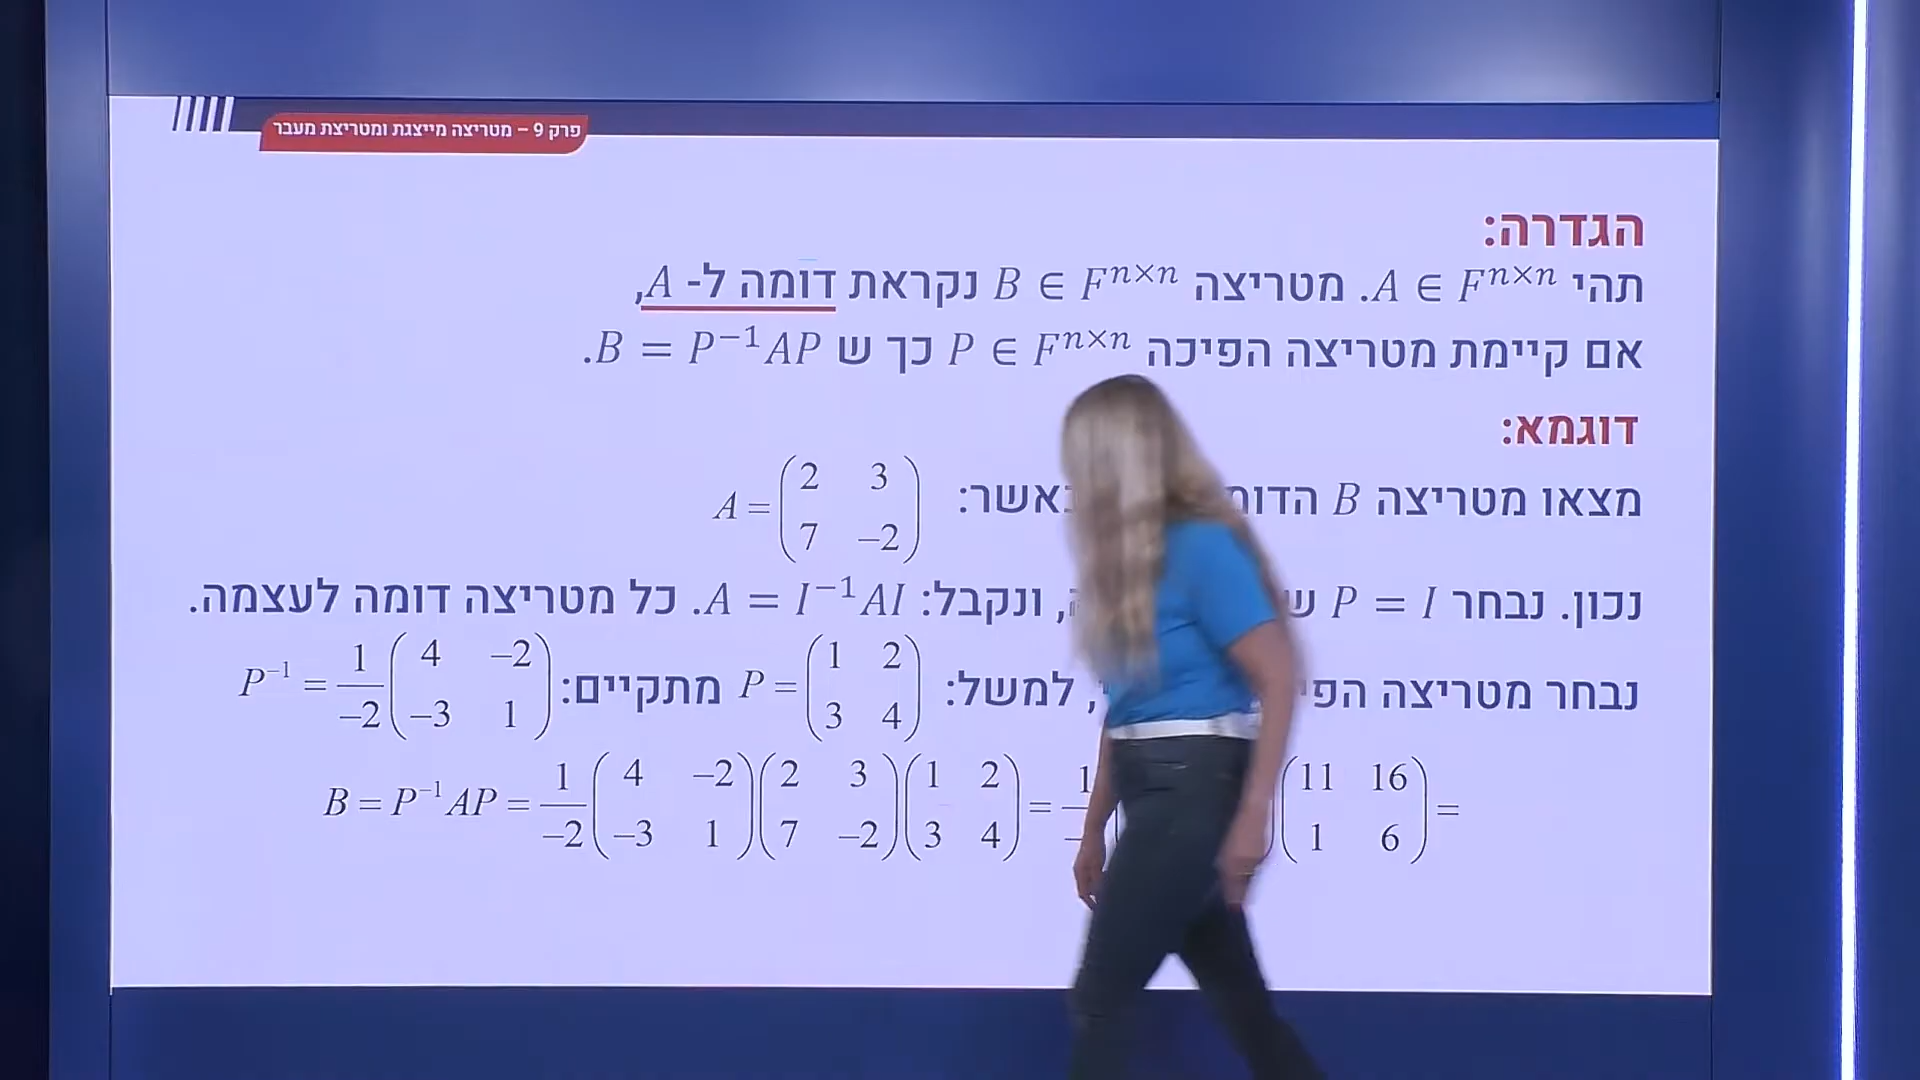 פרק 9 – מטריצה מייצגת ומטריצת מעבר
הגדרה:
תהי A ∈ F^{n×n}. מטריצה B ∈ F^{n×n} נקראת דומה ל- A,
אם קיימת מטריצה הפיכה P ∈ F^{n×n} כך ש B = P^{−1}AP.
דוגמא:
מצאו מטריצה B כאשר: A = (2 3; 7 –2)
נכון. נבחר P = I ונקבל: A = I^{−1}AI. כל מטריצה דומה לעצמה.
נבחר מטריצה למשל: P = (1 2; 3 4) מתקיים: P^{–1} = 1/–2 (4 –2; –3 1)
B = P^{–1}AP = 1/–2 (4 –2; –3 1)(2 3; 7 –2)(1 2; 3 4) = (11 16; 1 6) =